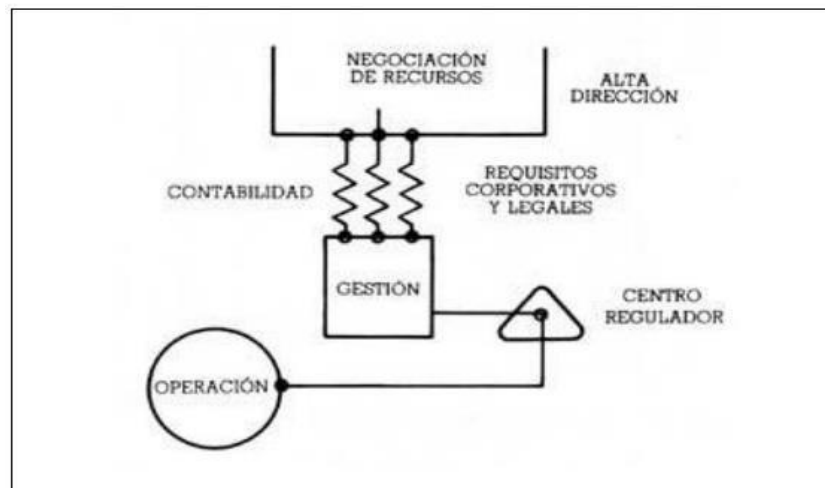 NEGOCIACIÓN
DE RECURSOS
ALTA
DIRECCIÓN
CONTABILIDAD
REQUISITOS
CORPORATIVOS
Y LEGALES
GESTIÓN
CENTRO
REGULADOR
OPERACIÓN